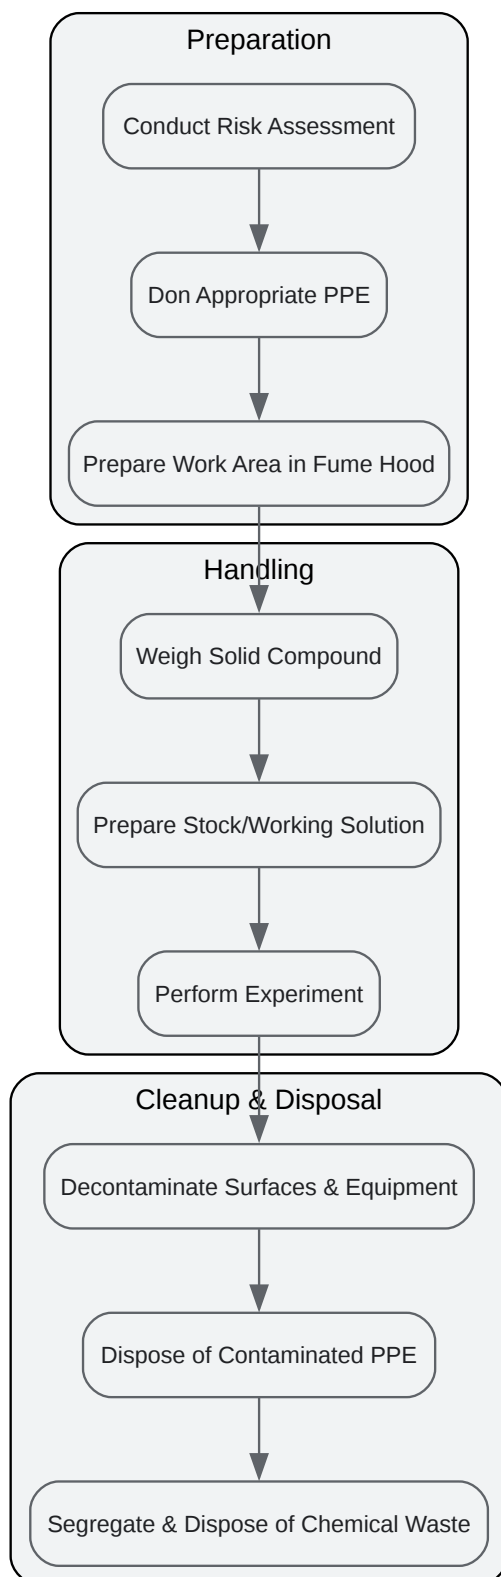 Preparation
Conduct Risk Assessment
Don Appropriate PPE
Prepare Work Area in Fume Hood
Handling
Weigh Solid Compound
Prepare Stock/Working Solution
Perform Experiment
Cleanup & Disposal
Decontaminate Surfaces & Equipment
Dispose of Contaminated PPE
Segregate & Dispose of Chemical Waste